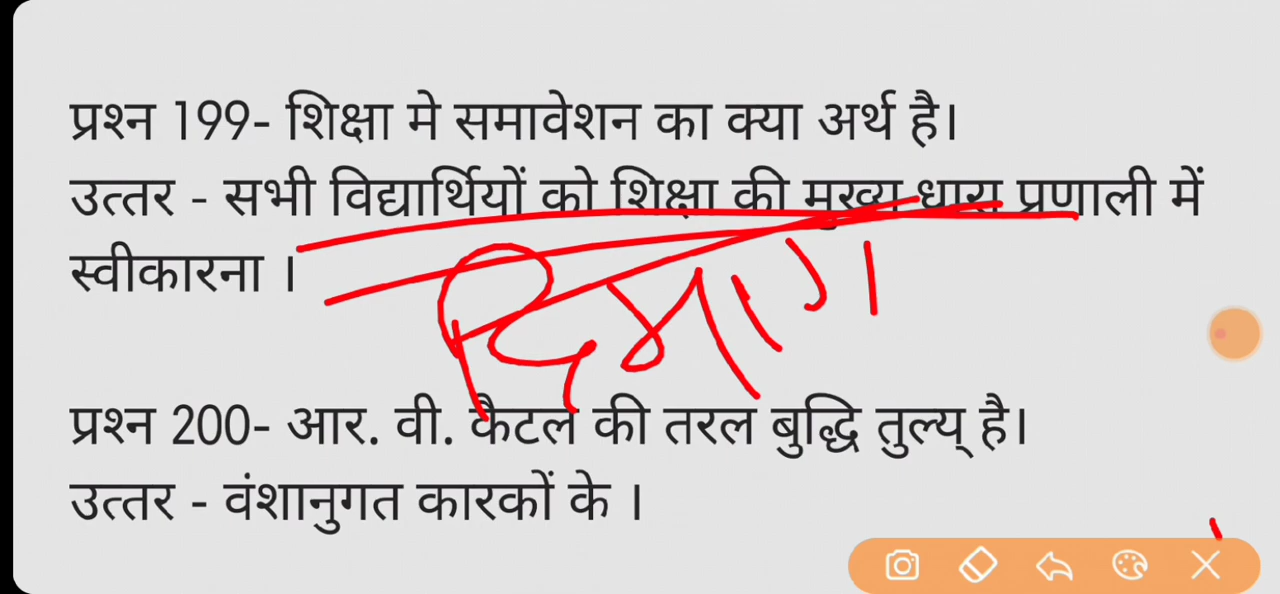 प्रश्न 199- शिक्षा मे समावेशन का क्या अर्थ है।
उत्तर - सभी विद्यार्थियों को शिक्षा की मुख्य धारा प्रणाली में
स्वीकारना ।
दिमाग
प्रश्न 200- आर. वी. कैटल की तरल बुद्धि तुल्य् है।
उत्तर - वंशानुगत कारकों के ।